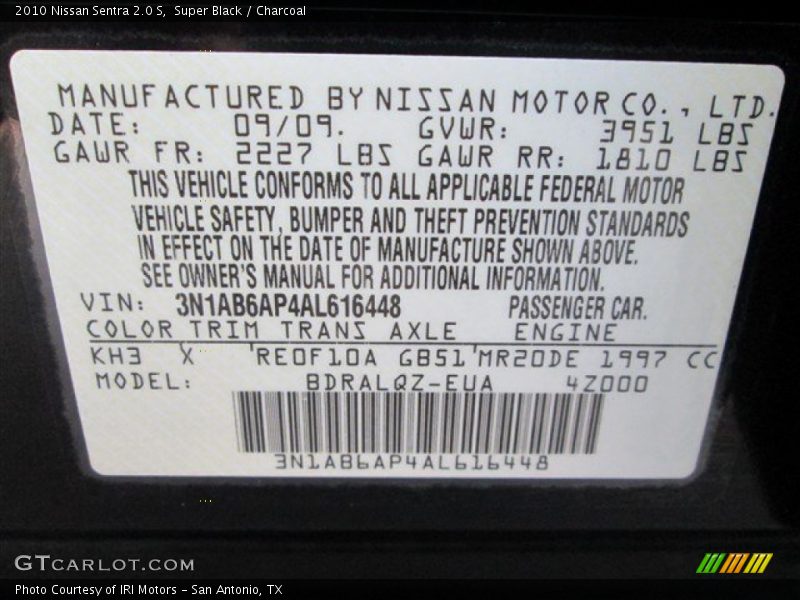 2010 Nissan Sentra 2.0 S,  Super Black / Charcoal
MANUFACTURED BY NISSAN MOTOR CO., LTD.
DATE: 09/09. GVWR: 3951 LBS
GAWR FR: 2227 LBS GAWR RR: 1810 LBS
THIS VEHICLE CONFORMS TO ALL APPLICABLE FEDERAL MOTOR
VEHICLE SAFETY, BUMPER AND THEFT PREVENTION STANDARDS
IN EFFECT ON THE DATE OF MANUFACTURE SHOWN ABOVE.
SEE OWNER'S MANUAL FOR ADDITIONAL INFORMATION.
VIN: 3N1AB6AP4AL616448 PASSENGER CAR.
COLOR TRIM TRANS AXLE ENGINE
KH3 X 'RE0F10A GB51'MR20DE 1997 CC
MODEL: BDRALQZ-EUA 4Z000
3N1AB6AP4AL616448
GTCARLOT.COM
Photo Courtesy of IRI Motors – San Antonio, TX